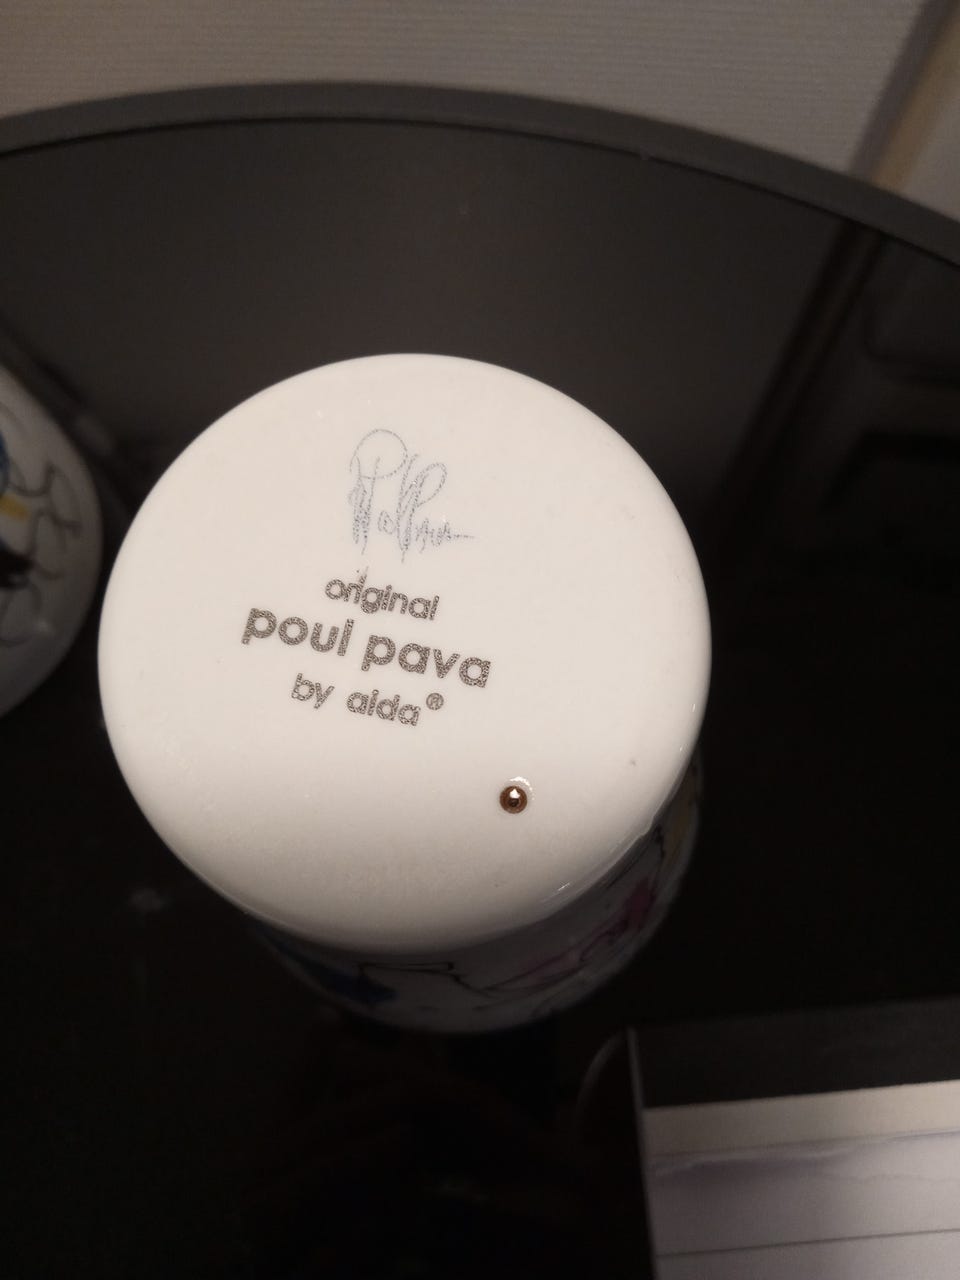 original
poul pava
by aida®